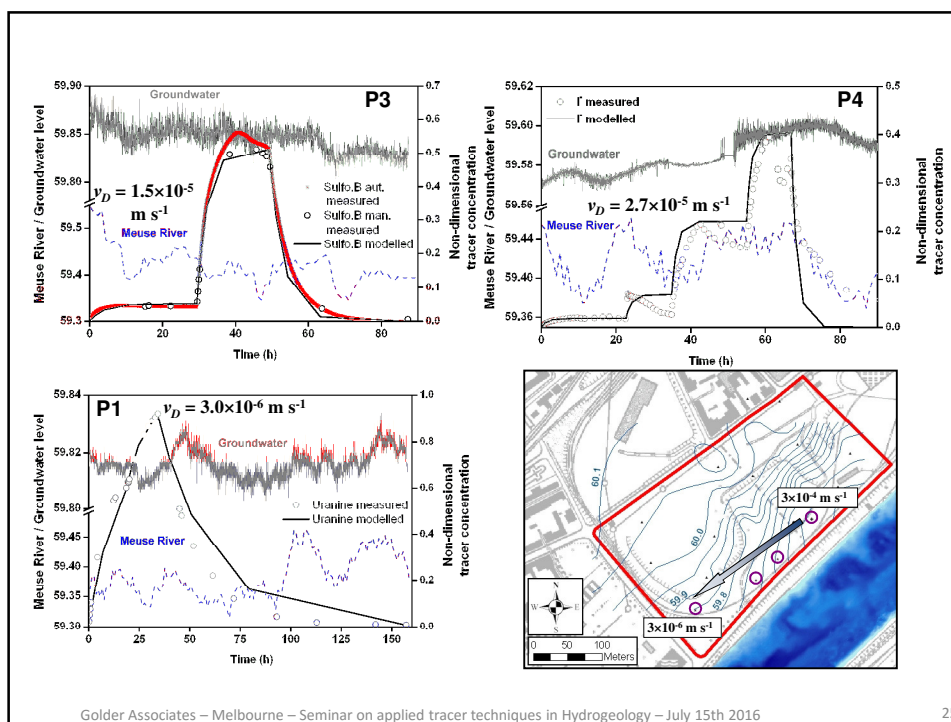 P3
59.90
59.85
59.80
59.5
59.4
59.3
0.7
0.6
0.5
0.4
0.3
0.2
0.1
0.0
0
20
40
60
80
Time (h)
Meuse River / Groundwater level
Non-dimensional
tracer concentration
Groundwater
v_D = 1.5×10⁻⁵
m s⁻¹
Meuse River
Sulfo.B aut.
measured
Sulfo.B man.
measured
Sulfo.B modelled
P4
59.62
59.60
59.58
59.56
59.44
59.40
59.36
0.5
0.4
0.3
0.2
0.1
0.0
0
20
40
60
80
Time (h)
Meuse River / Groundwater level
Non-dimensional
tracer concentration
I⁻ measured
I⁻ modelled
Groundwater
v_D = 2.7×10⁻⁵ m s⁻¹
Meuse River
P1
59.84
59.82
59.80
59.45
59.35
59.30
1.0
0.8
0.6
0.4
0.2
0.0
0
25
50
75
100
125
150
Time (h)
Meuse River / Groundwater level
Non-dimensional
tracer concentration
v_D = 3.0×10⁻⁶ m s⁻¹
Groundwater
Uranine measured
Uranine modelled
Meuse River
60.1
60.0
59.9
59.8
3×10⁻⁴ m s⁻¹
3×10⁻⁶ m s⁻¹
N
W
E
S
0 50 100
Meters
Golder Associates – Melbourne – Seminar on applied tracer techniques in Hydrogeology – July 15th 2016
2